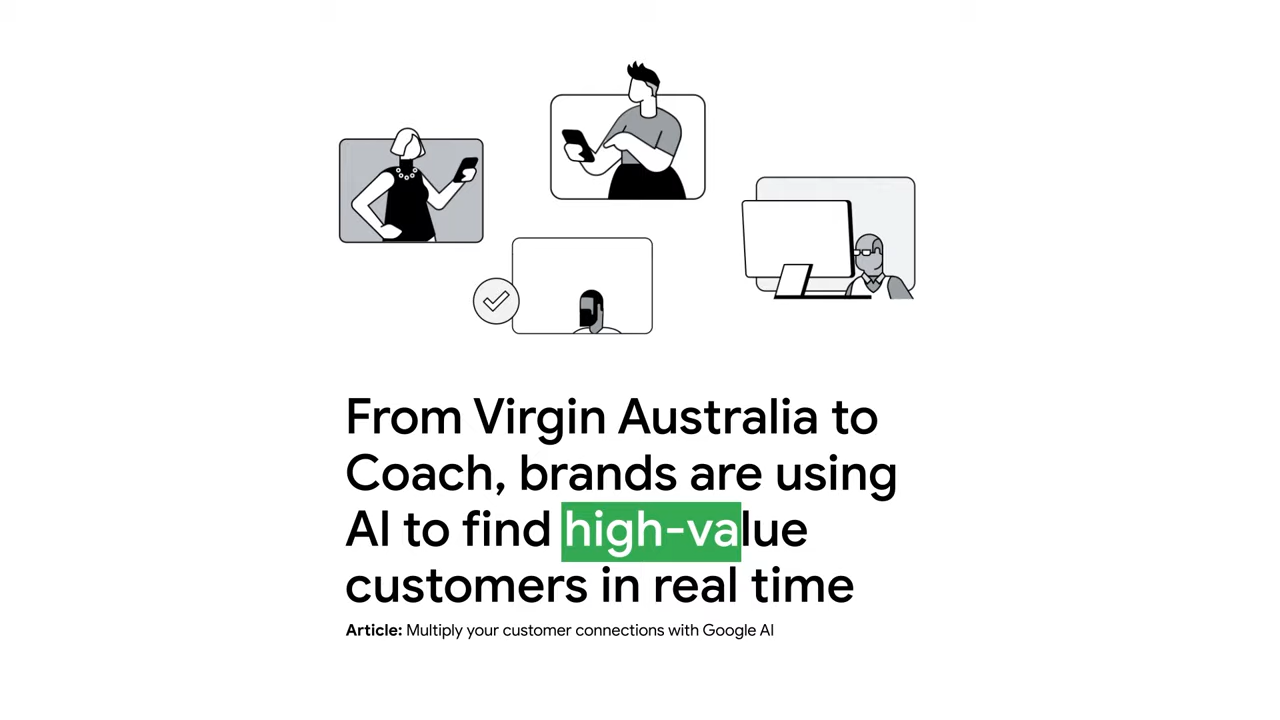 From Virgin Australia to
Coach, brands are using
AI to find high-value
customers in real time
Article: Multiply your customer connections with Google AI